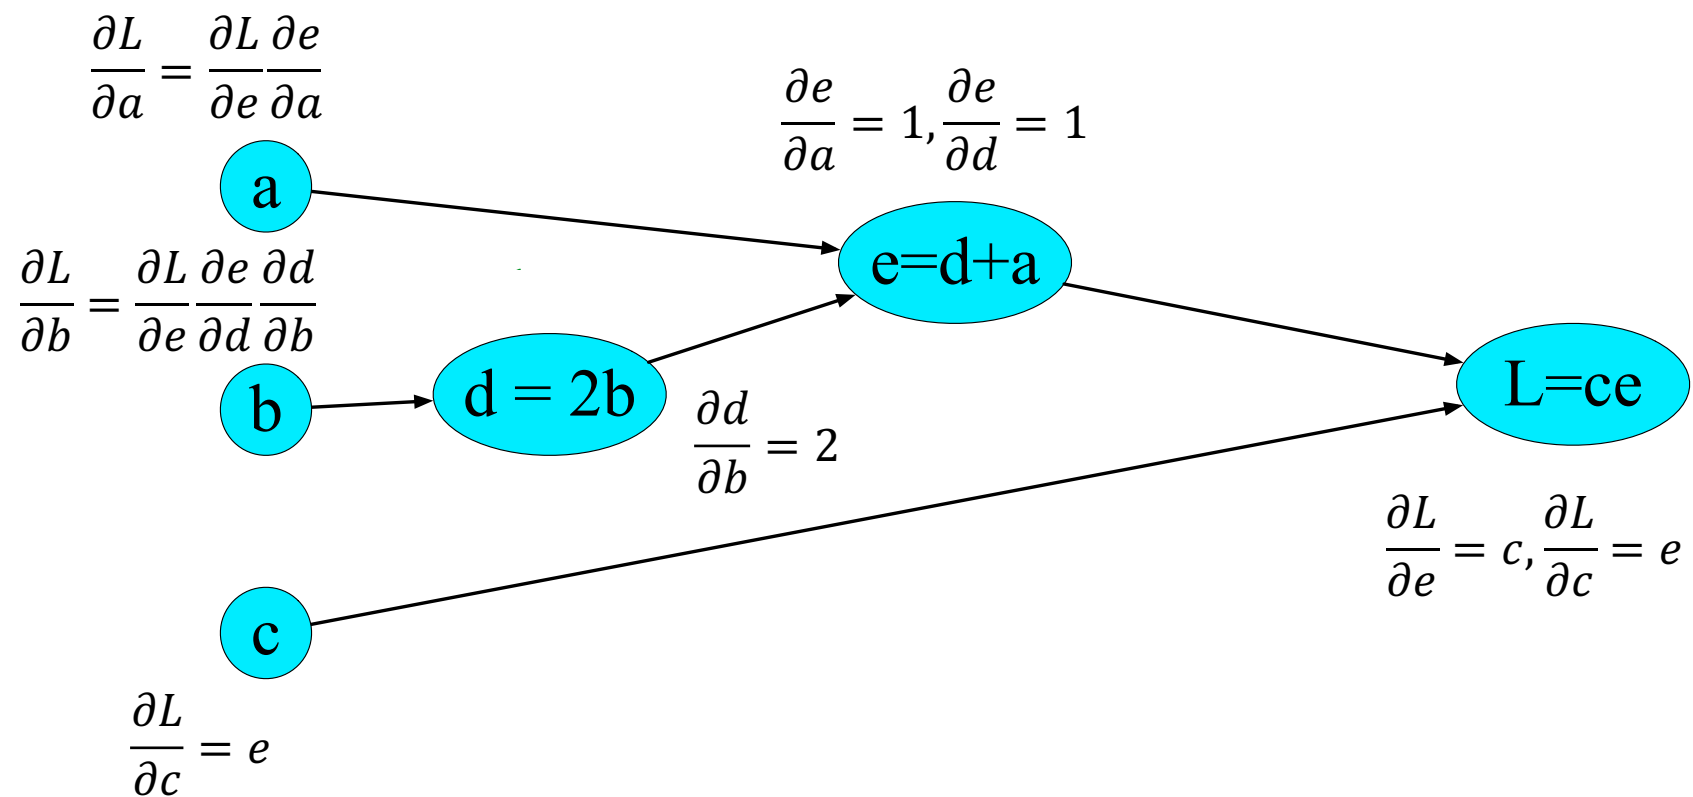 ∂L/∂a = ∂L/∂e ∂e/∂a
∂e/∂a = 1, ∂e/∂d = 1
a
e=d+a
∂L/∂b = ∂L/∂e ∂e/∂d ∂d/∂b
b
d = 2b
L=ce
∂d/∂b = 2
∂L/∂e = c, ∂L/∂c = e
c
∂L/∂c = e